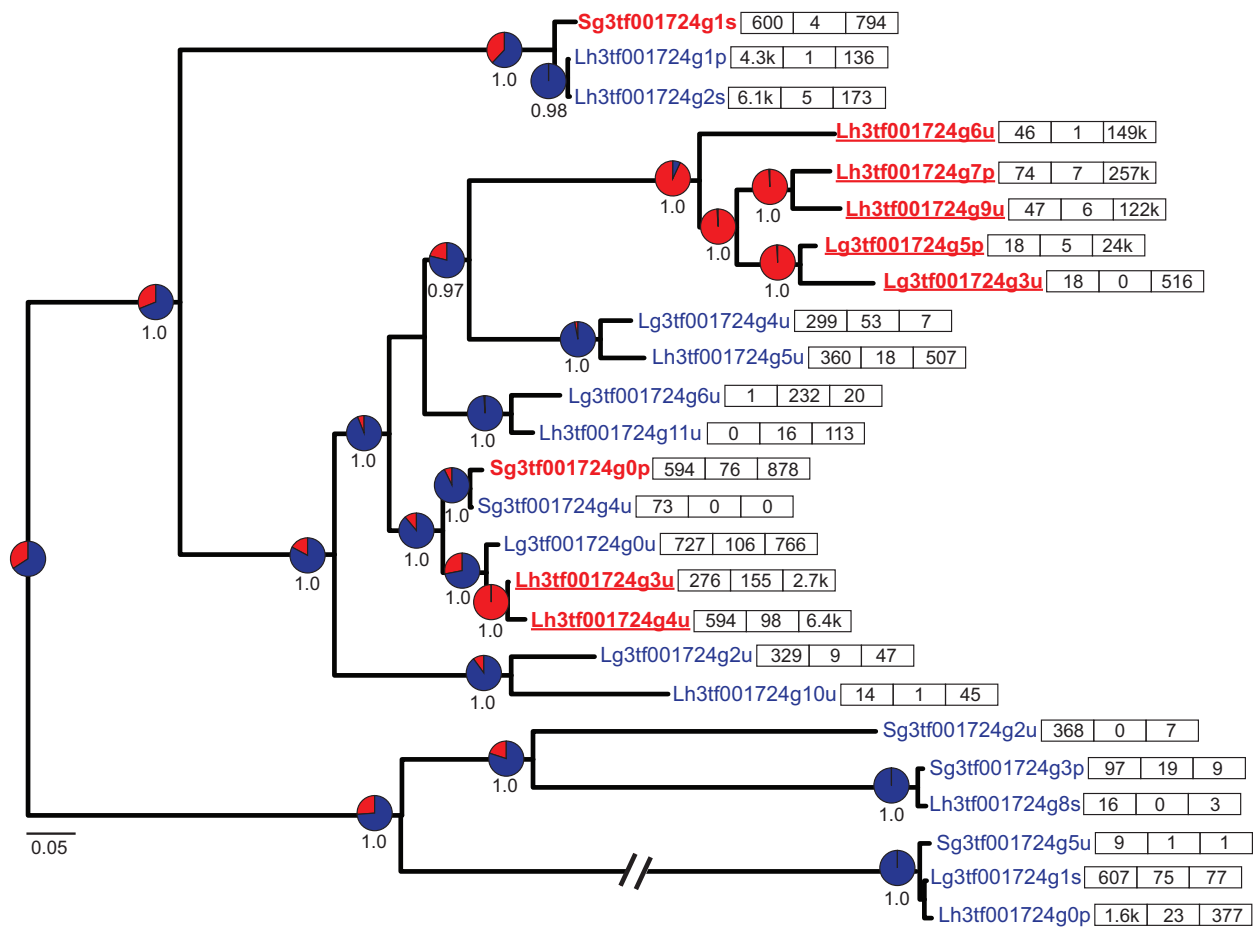 Sg3tf001724g1s 600 4 794
1.0
Lh3tf001724g1p 4.3k 1 136
0.98
Lh3tf001724g2s 6.1k 5 173
Lh3tf001724g6u 46 1 149k
1.0
Lh3tf001724g7p 74 7 257k
1.0
Lh3tf001724g9u 47 6 122k
1.0
Lg3tf001724g5p 18 5 24k
1.0
Lg3tf001724g3u 18 0 516
0.97
1.0
Lg3tf001724g4u 299 53 7
1.0
Lh3tf001724g5u 360 18 507
Lg3tf001724g6u 1 232 20
1.0
Lh3tf001724g11u 0 16 113
1.0
Sg3tf001724g0p 594 76 878
1.0
Sg3tf001724g4u 73 0 0
1.0
Lg3tf001724g0u 727 106 766
1.0
Lh3tf001724g3u 276 155 2.7k
1.0
1.0
Lh3tf001724g4u 594 98 6.4k
Lg3tf001724g2u 329 9 47
1.0
Lh3tf001724g10u 14 1 45
Sg3tf001724g2u 368 0 7
1.0
Sg3tf001724g3p 97 19 9
1.0
Lh3tf001724g8s 16 0 3
1.0
0.05
Sg3tf001724g5u 9 1 1
1.0
Lg3tf001724g1s 607 75 77
Lh3tf001724g0p 1.6k 23 377